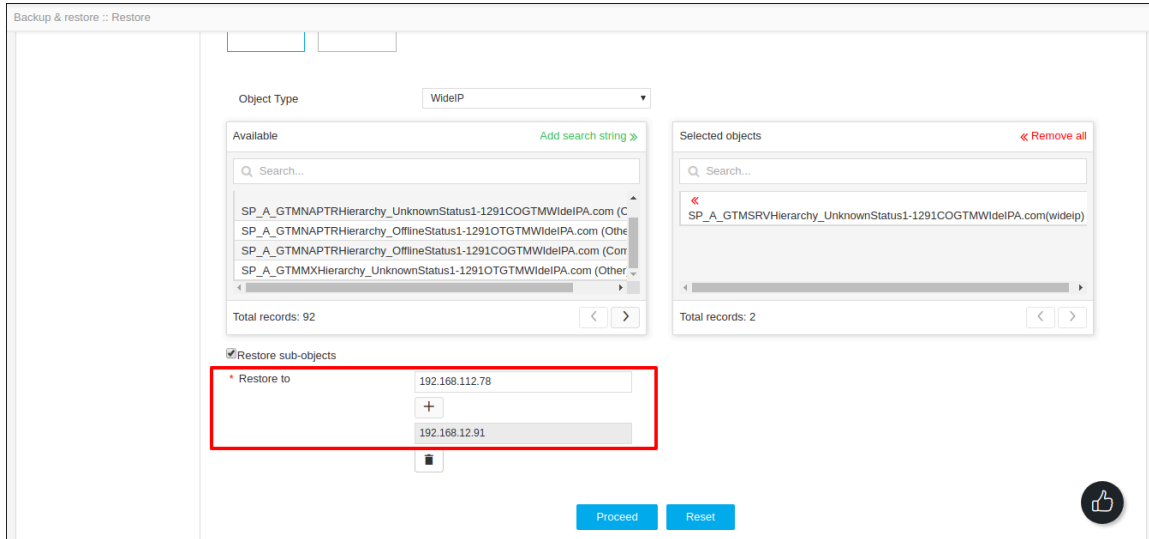 Backup & restore :: Restore
Object Type
WideIP
Available
Add search string »
Selected objects
« Remove all
Search...
Search...
SP_A_GTMNAPTRHierarchy_UnknownStatus1-1291COGTMWIdeIPA.com (C
SP_A_GTMNAPTRHierarchy_OfflineStatus1-1291OTGTMWIdeIPA.com (Othe
SP_A_GTMNAPTRHierarchy_OfflineStatus1-1291COGTMWIdeIPA.com (Com
SP_A_GTMMXHierarchy_UnknownStatus1-1291OTGTMWIdeIPA.com (Other
«
SP_A_GTMSRVHierarchy_UnknownStatus1-1291COGTMWIdeIPA.com(wideip)
Total records: 92
Total records: 2
Restore sub-objects
* Restore to
192.168.112.78
+
192.168.12.91
Proceed
Reset